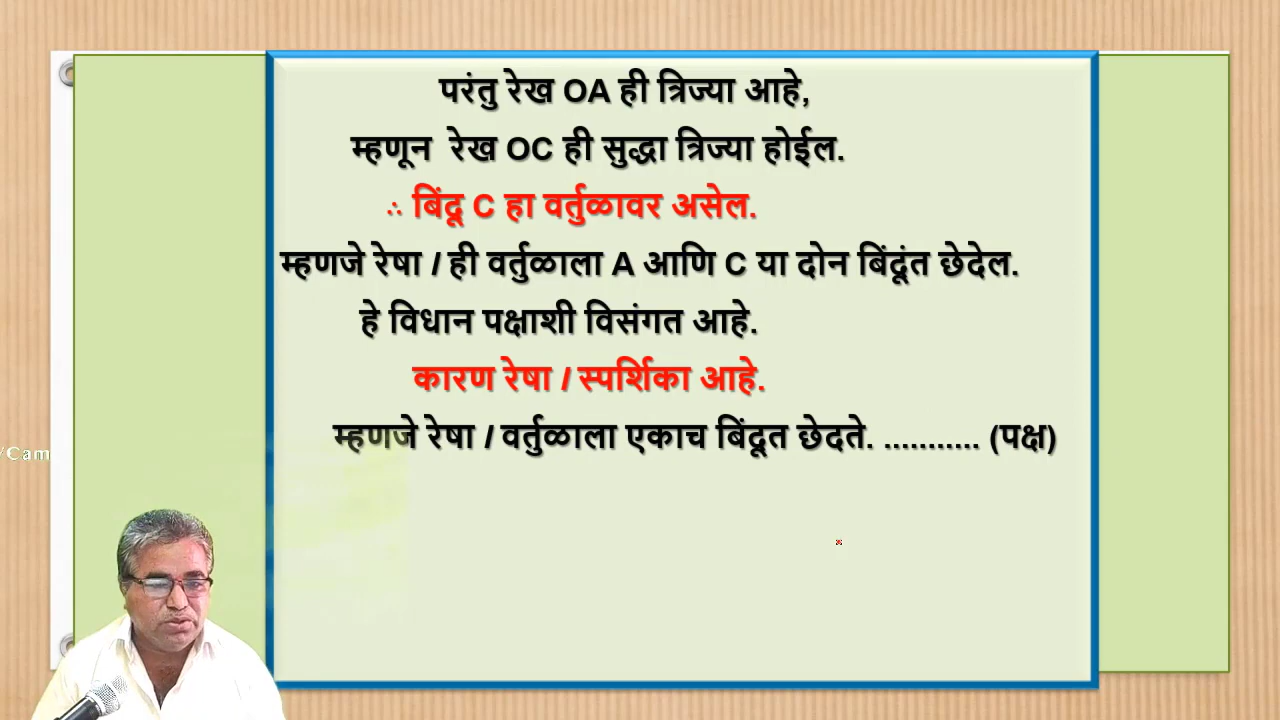 परंतु रेख OA ही त्रिज्या आहे,
म्हणून रेख OC ही सुद्धा त्रिज्या होईल.
∴ बिंदू C हा वर्तुळावर असेल.
म्हणजे रेषा l ही वर्तुळाला A आणि C या दोन बिंदूंत छेदेल.
हे विधान पक्षाशी विसंगत आहे.
कारण रेषा l स्पर्शिका आहे.
म्हणजे रेषा l वर्तुळाला एकाच बिंदूत छेदते. ........... (पक्ष)
/Cam